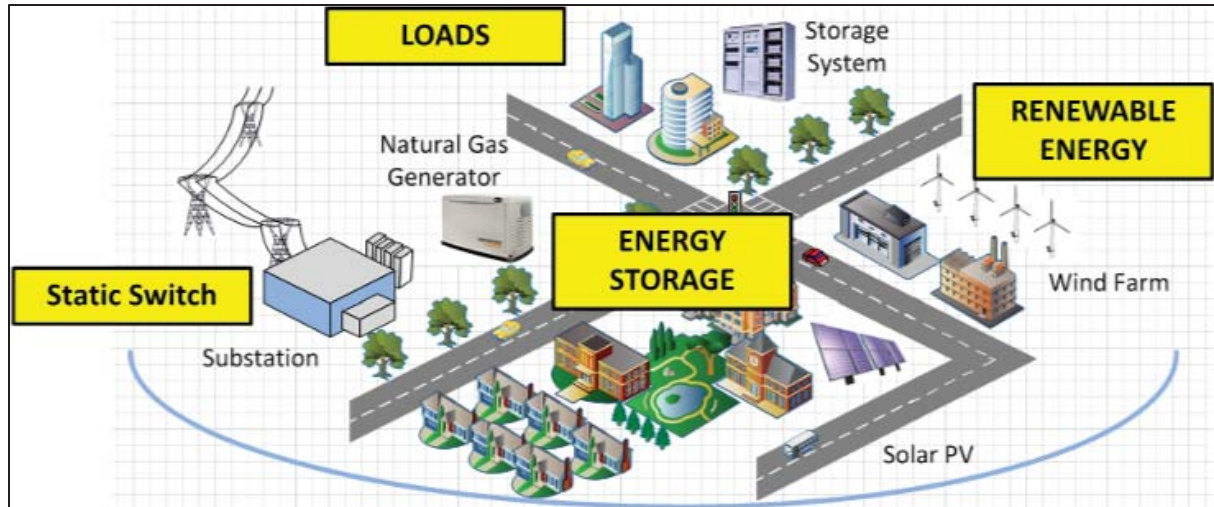 LOADS
Storage
System
RENEWABLE
ENERGY
Natural Gas
Generator
ENERGY
STORAGE
Static Switch
Wind Farm
Substation
Solar PV